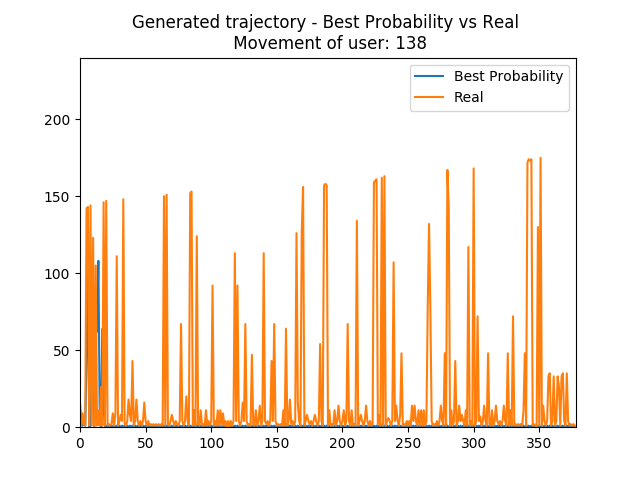 Generated trajectory - Best Probability vs Real
Movement of user: 138
Best Probability
Real
200
150
100
50
0
0 50 100 150 200 250 300 350